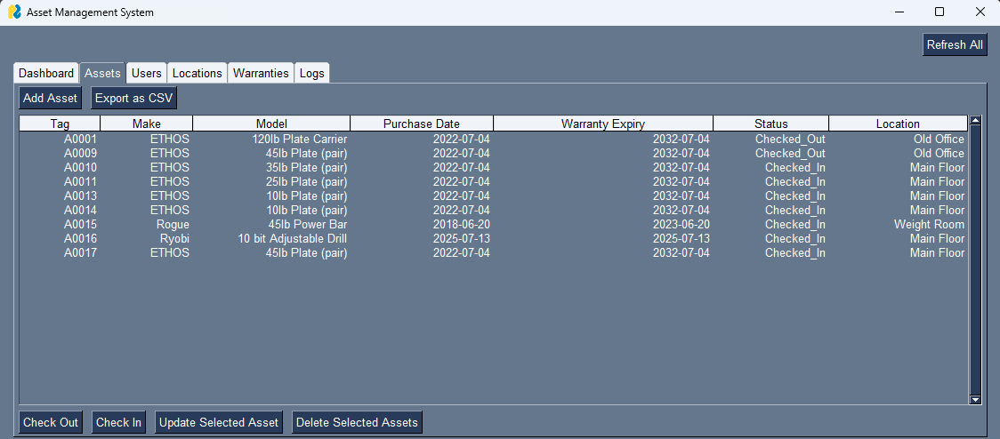 Asset Management System
Refresh All
Dashboard Assets Users Locations Warranties Logs
Add Asset Export as CSV
Tag Make Model Purchase Date Warranty Expiry Status Location
A0001 ETHOS 120lb Plate Carrier 2022-07-04 2032-07-04 Checked_Out Old Office
A0009 ETHOS 45lb Plate (pair) 2022-07-04 2032-07-04 Checked_Out Old Office
A0010 ETHOS 35lb Plate (pair) 2022-07-04 2032-07-04 Checked_In Main Floor
A0011 ETHOS 25lb Plate (pair) 2022-07-04 2032-07-04 Checked_In Main Floor
A0013 ETHOS 10lb Plate (pair) 2022-07-04 2032-07-04 Checked_In Main Floor
A0014 ETHOS 10lb Plate (pair) 2022-07-04 2032-07-04 Checked_In Main Floor
A0015 Rogue 45lb Power Bar 2018-06-20 2023-06-20 Checked_In Weight Room
A0016 Ryobi 10 bit Adjustable Drill 2025-07-13 2025-07-13 Checked_In Main Floor
A0017 ETHOS 45lb Plate (pair) 2022-07-04 2032-07-04 Checked_In Main Floor
Check Out Check In Update Selected Asset Delete Selected Assets